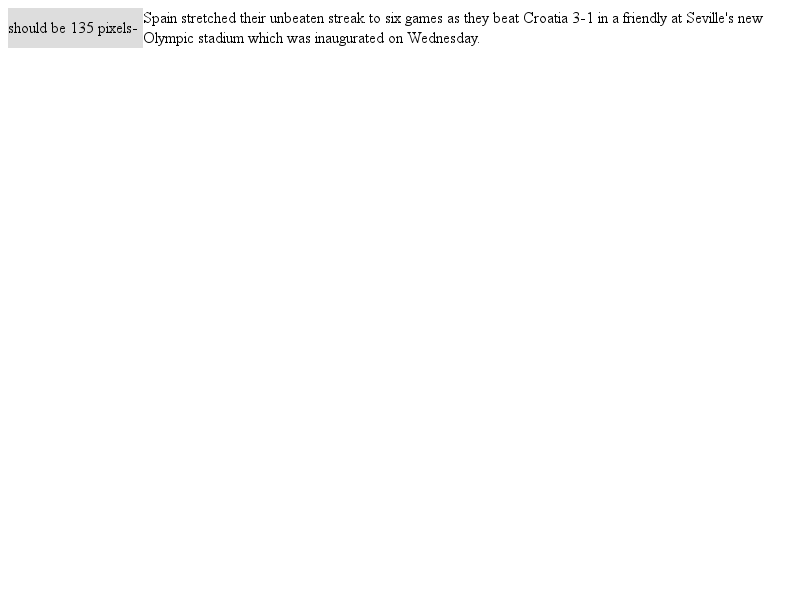 should be 135 pixels-
Spain stretched their unbeaten streak to six games as they beat Croatia 3-1 in a friendly at Seville's new
Olympic stadium which was inaugurated on Wednesday.